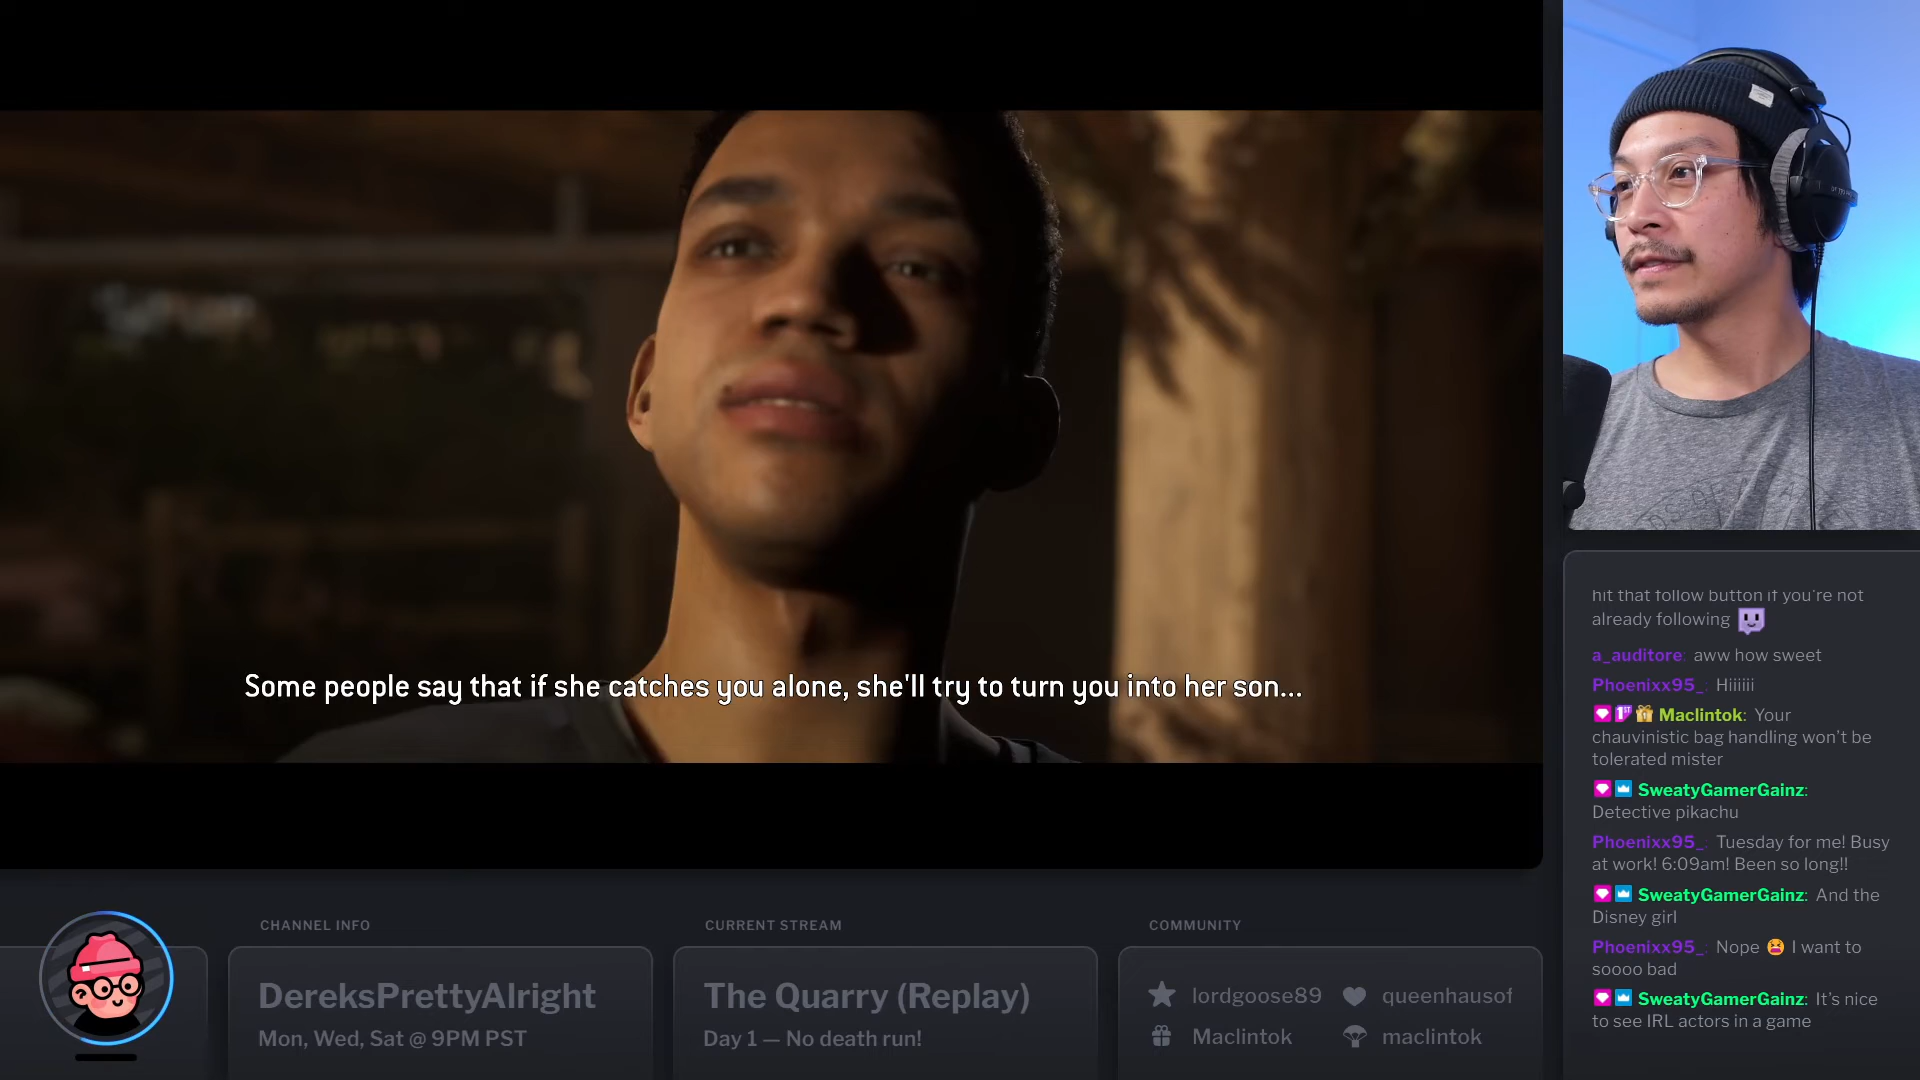 Some people say that if she catches you alone, she'll try to turn you into her son...
hit that follow button if you're not
already following
a_auditore: aww how sweet
Phoenixx95_: Hiiiiii
Maclintok: Your
chauvinistic bag handling won't be
tolerated mister
SweatyGamerGainz:
Detective pikachu
Phoenixx95_: Tuesday for me! Busy
at work! 6:09am! Been so long!!
SweatyGamerGainz: And the
Disney girl
Phoenixx95_: Nope 😫 I want to
soooo bad
SweatyGamerGainz: It's nice
to see IRL actors in a game
CHANNEL INFO
DereksPrettyAlright
Mon, Wed, Sat @ 9PM PST
CURRENT STREAM
The Quarry (Replay)
Day 1 — No death run!
COMMUNITY
lordgoose89
queenhausof
Maclintok
maclintok